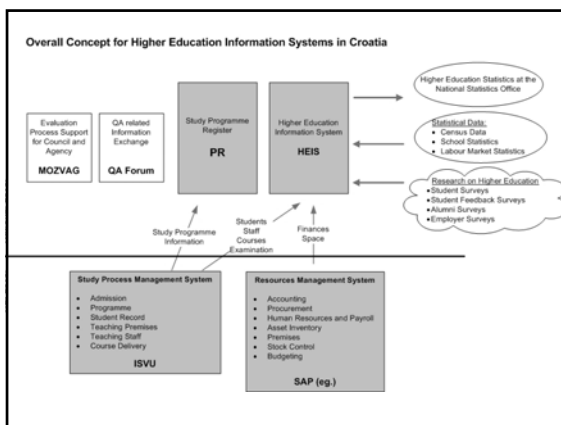 Overall Concept for Higher Education Information Systems in Croatia
Evaluation
Process Support
for Council and
Agency
MOZVAG
QA related
Information
Exchange
QA Forum
Study Programme
Register
PR
Higher Education
Information System
HEIS
Higher Education Statistics at the
National Statistics Office
Statistical Data:
• Census Data
• School Statistics
• Labour Market Statistics
Research on Higher Education
• Student Surveys
• Student Feedback Surveys
• Alumni Surveys
• Employer Surveys
Study Programme
Information
Students
Staff
Courses
Examination
Finances
Space
Study Process Management System
• Admission
• Programme
• Student Record
• Teaching Premises
• Teaching Staff
• Course Delivery
ISVU
Resources Management System
• Accounting
• Procurement
• Human Resources and Payroll
• Asset Inventory
• Premises
• Stock Control
• Budgeting
SAP (eg.)